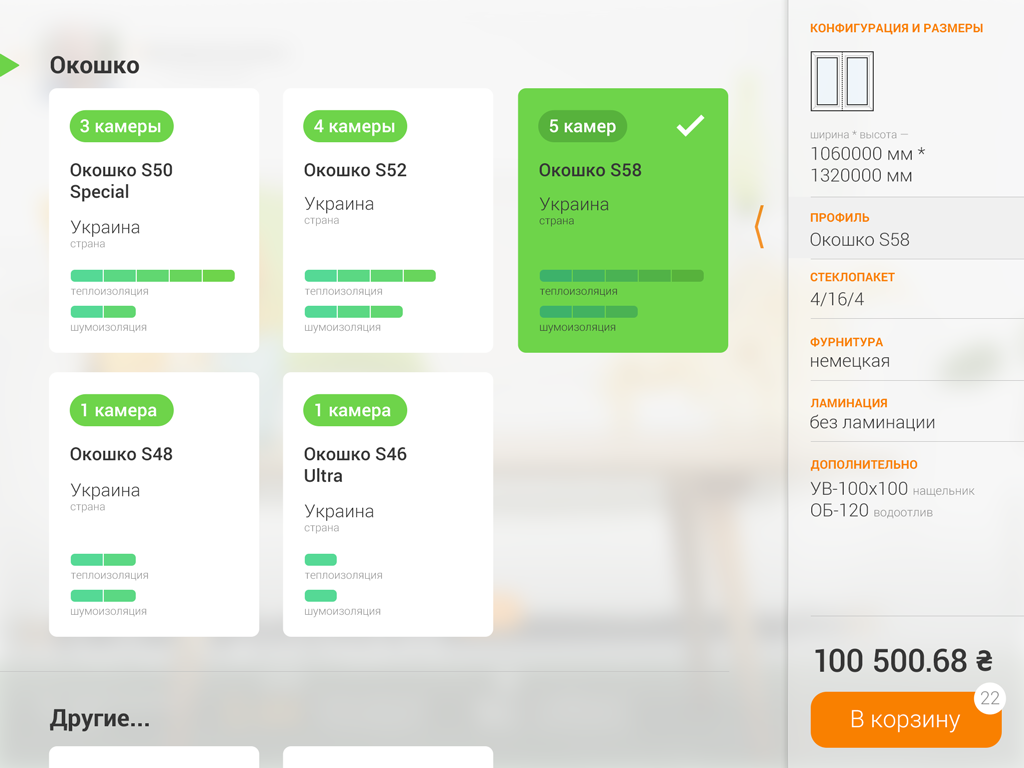 Окошко
3 камеры
Окошко S50
Special
Украина
страна
теплоизоляция
шумоизоляция
4 камеры
Окошко S52
Украина
страна
теплоизоляция
шумоизоляция
5 камер
Окошко S58
Украина
страна
теплоизоляция
шумоизоляция
1 камера
Окошко S48
Украина
страна
теплоизоляция
шумоизоляция
1 камера
Окошко S46
Ultra
Украина
страна
теплоизоляция
шумоизоляция
Другие...
КОНФИГУРАЦИЯ И РАЗМЕРЫ
ширина * высота —
1060000 мм *
1320000 мм
ПРОФИЛЬ
Окошко S58
СТЕКЛОПАКЕТ
4/16/4
ФУРНИТУРА
немецкая
ЛАМИНАЦИЯ
без ламинации
ДОПОЛНИТЕЛЬНО
УВ-100х100 нащельник
ОБ-120 водоотлив
100 500.68 ₴
22
В корзину